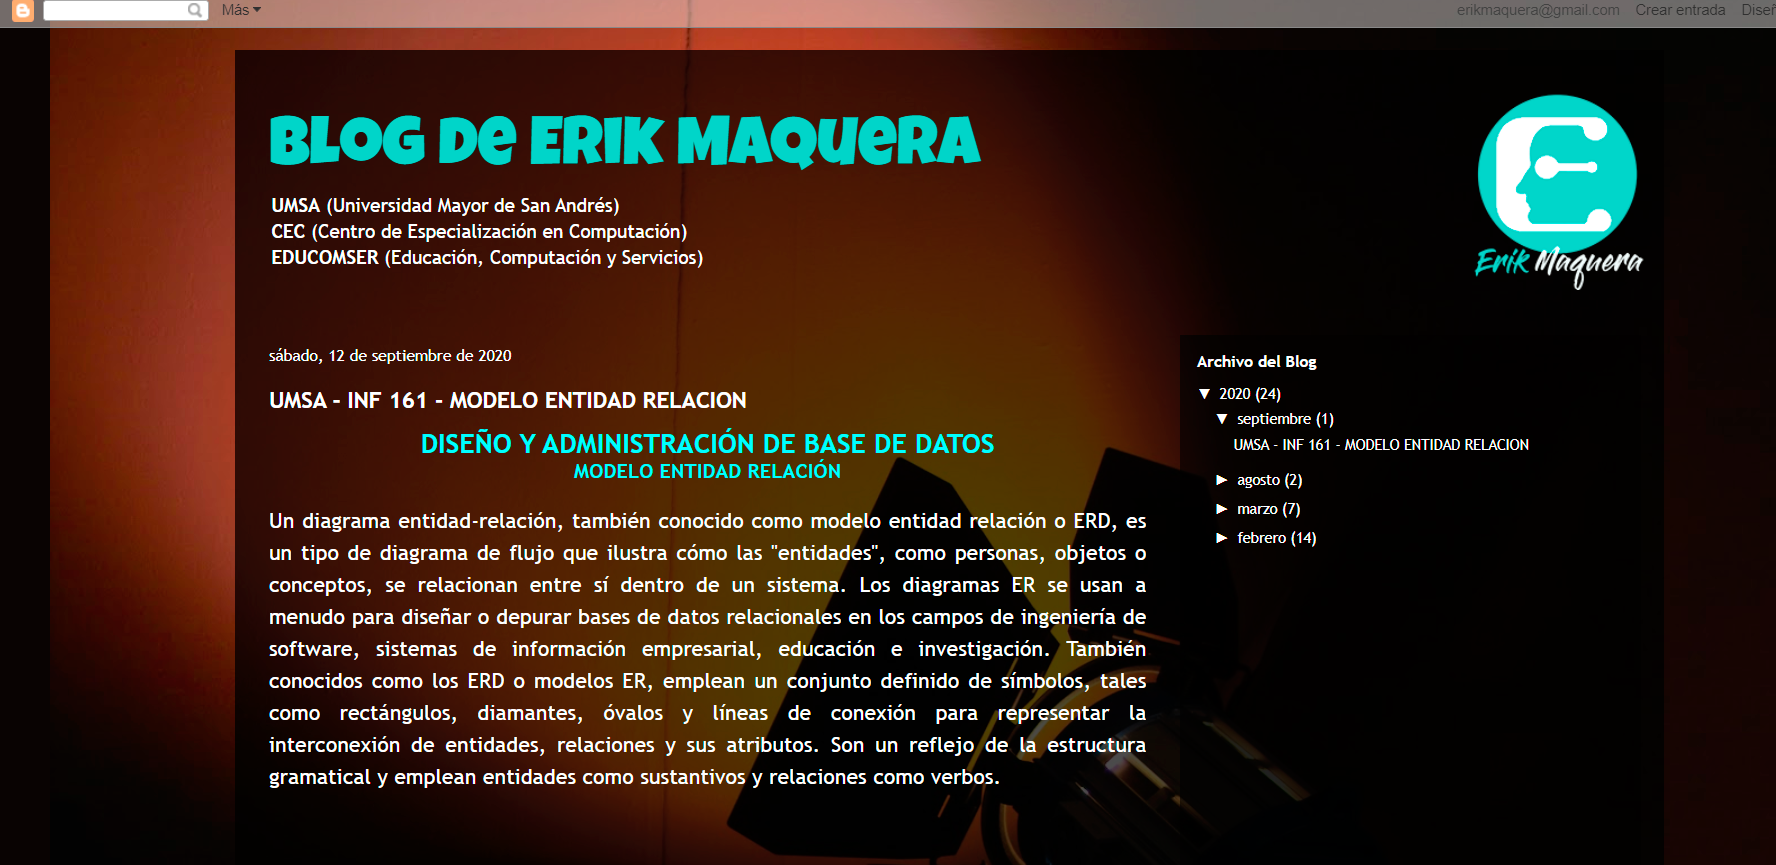 Más
erikmaquera@gmail.com Crear entrada
BLOG DE ERIK MAQUERA
UMSA (Universidad Mayor de San Andrés)
CEC (Centro de Especialización en Computación)
EDUCOMSER (Educación, Computación y Servicios)
Erik Maquera
sábado, 12 de septiembre de 2020
UMSA - INF 161 - MODELO ENTIDAD RELACION
DISEÑO Y ADMINISTRACIÓN DE BASE DE DATOS
MODELO ENTIDAD RELACIÓN
Un diagrama entidad-relación, también conocido como modelo entidad relación o ERD, es
un tipo de diagrama de flujo que ilustra cómo las "entidades", como personas, objetos o
conceptos, se relacionan entre sí dentro de un sistema. Los diagramas ER se usan a
menudo para diseñar o depurar bases de datos relacionales en los campos de ingeniería de
software, sistemas de información empresarial, educación e investigación. También
conocidos como los ERD o modelos ER, emplean un conjunto definido de símbolos, tales
como rectángulos, diamantes, óvalos y líneas de conexión para representar la
interconexión de entidades, relaciones y sus atributos. Son un reflejo de la estructura
gramatical y emplean entidades como sustantivos y relaciones como verbos.
Archivo del Blog
▼ 2020 (24)
▼ septiembre (1)
UMSA - INF 161 - MODELO ENTIDAD RELACION
► agosto (2)
► marzo (7)
► febrero (14)